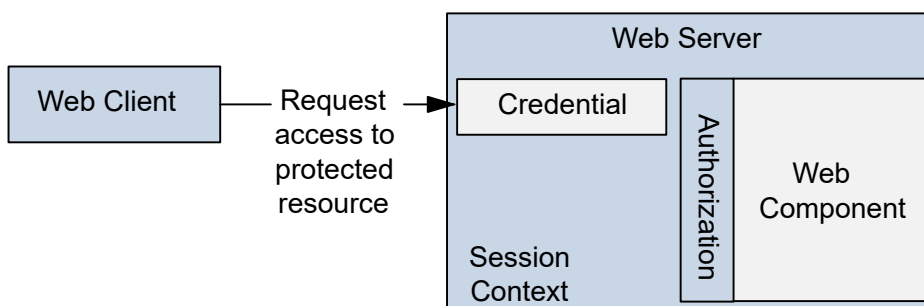 Web Server
Web Client
Request
access to
protected
resource
Credential
Authorization
Web
Component
Session
Context